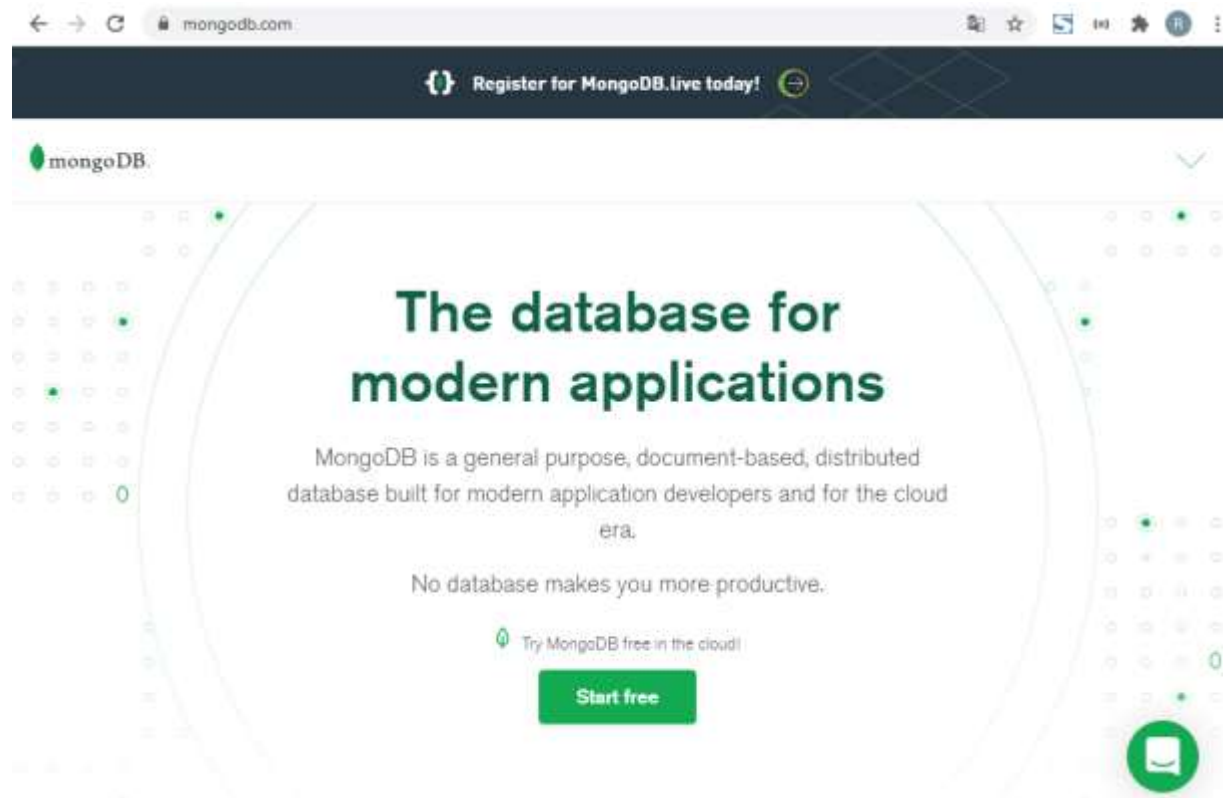 mongodb.com
R
{} Register for MongoDB.live today!
mongoDB.
The database for
modern applications
MongoDB is a general purpose, document-based, distributed
database built for modern application developers and for the cloud
era.
No database makes you more productive.
Try MongoDB free in the cloud!
Start free